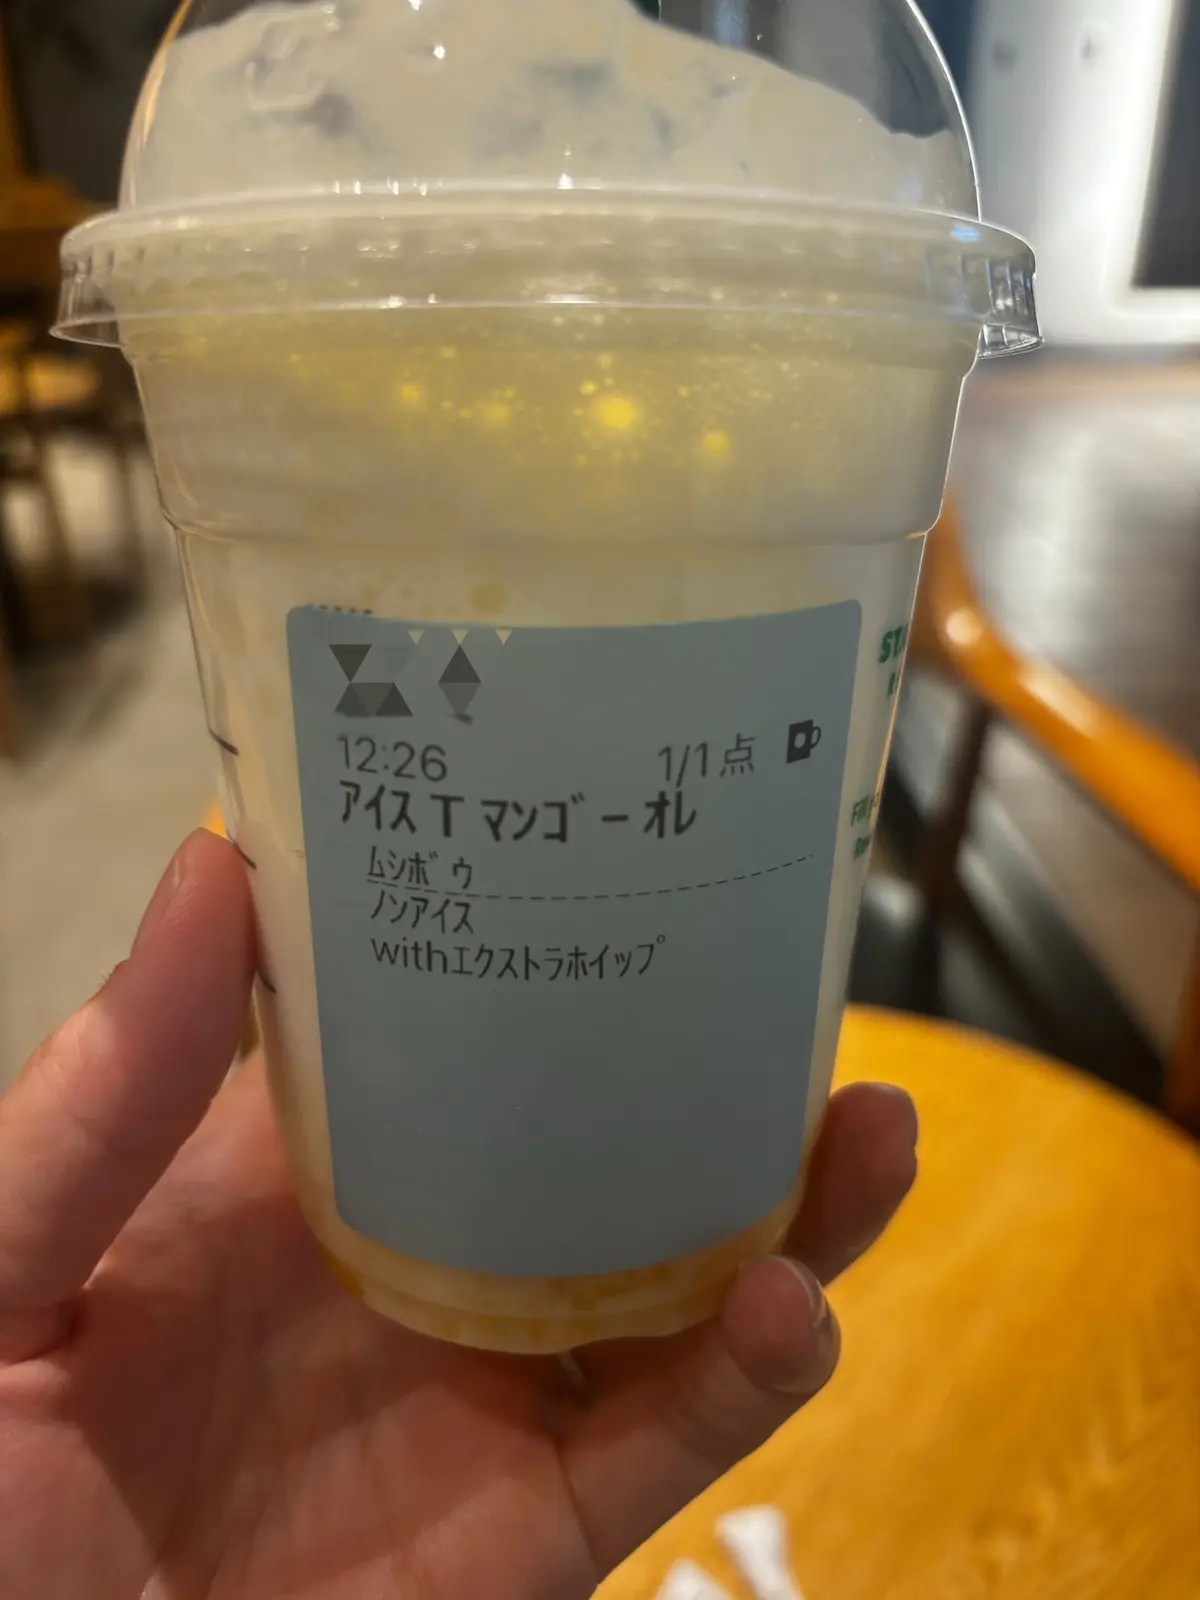 12:26 1/1点
ｱｲｽ T ﾏﾝｺﾞｰｵﾚ
ﾑｼﾎﾞｳ
ﾉﾝｱｲｽ
withｴｸｽﾄﾗﾎｲｯﾌﾟ